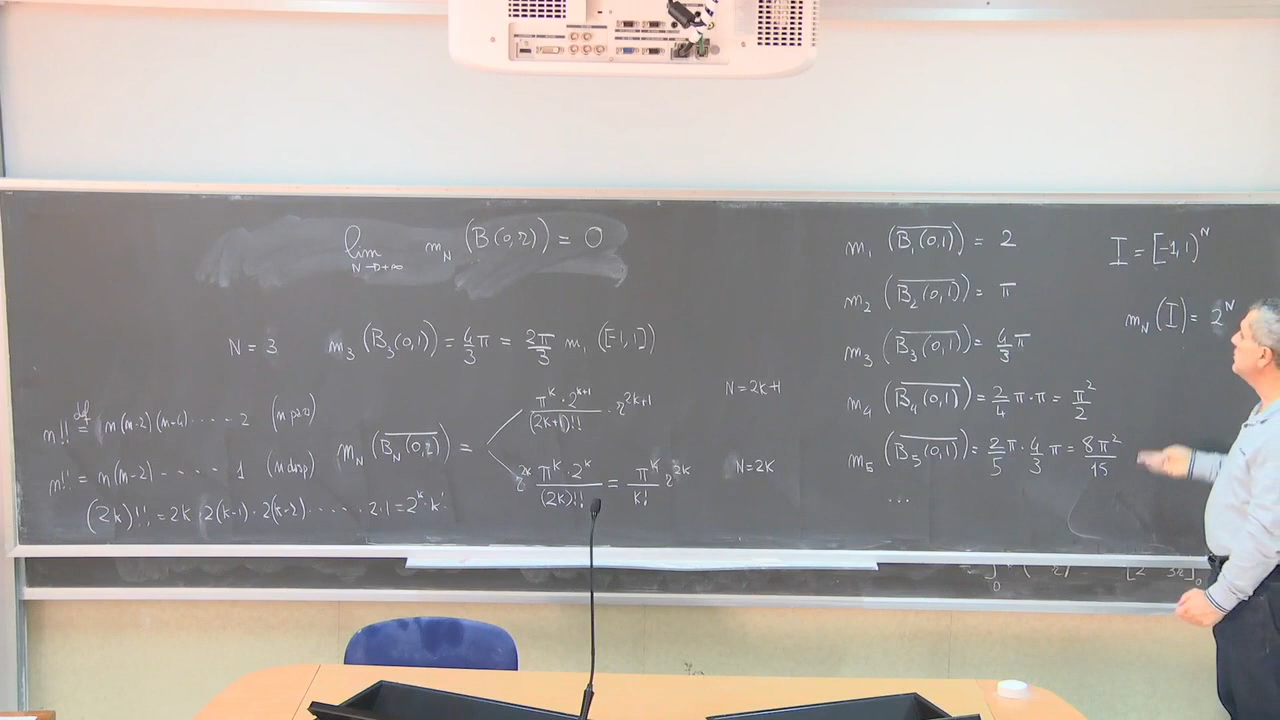 lim_{N→+∞} m_N (B(0,r)) = 0
N = 3   m_3 (B_3(0,1)) = 4/3 π = 2π/3 m_1 ([-1,1])
n!! =^{def} n(n-2)(n-4)·····2 (n pari)
n!! = n(n-2)-·····1 (n disp)
(2k)!! = 2k·2(k-1)·2(k-2)·····2·1 = 2^k·k!
m_N (\overline{B_N(0,r)}) =
π^k·2^{k+1}/(2k+1)!! · r^{2k+1}   N=2k+1
r^{2k} π^k·2^k/(2k)!! = π^k/k! r^{2k}   N=2k
m_1 (\overline{B_1(0,1)}) = 2
m_2 (\overline{B_2(0,1)}) = π
m_3 (\overline{B_3(0,1)}) = 4/3 π
m_4 (\overline{B_4(0,1)}) = 2/4 π·π = π^2/2
m_5 (\overline{B_5(0,1)}) = 2/5 π·4/3 π = 8π^2/15
...
I = [-1,1)^N
m_N (I) = 2^N